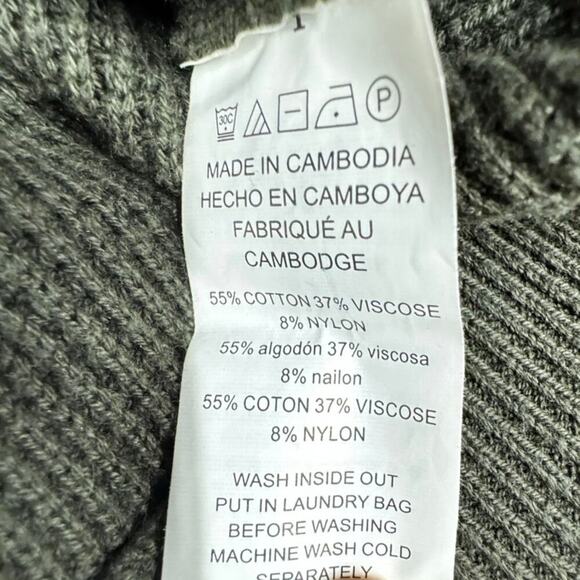 30C P
MADE IN CAMBODIA
HECHO EN CAMBOYA
FABRIQUÉ AU
CAMBODGE
55% COTTON 37% VISCOSE
8% NYLON
55% algodón 37% viscosa
8% nailon
55% COTON 37% VISCOSE
8% NYLON
WASH INSIDE OUT
PUT IN LAUNDRY BAG
BEFORE WASHING
MACHINE WASH COLD
SEPARATELY